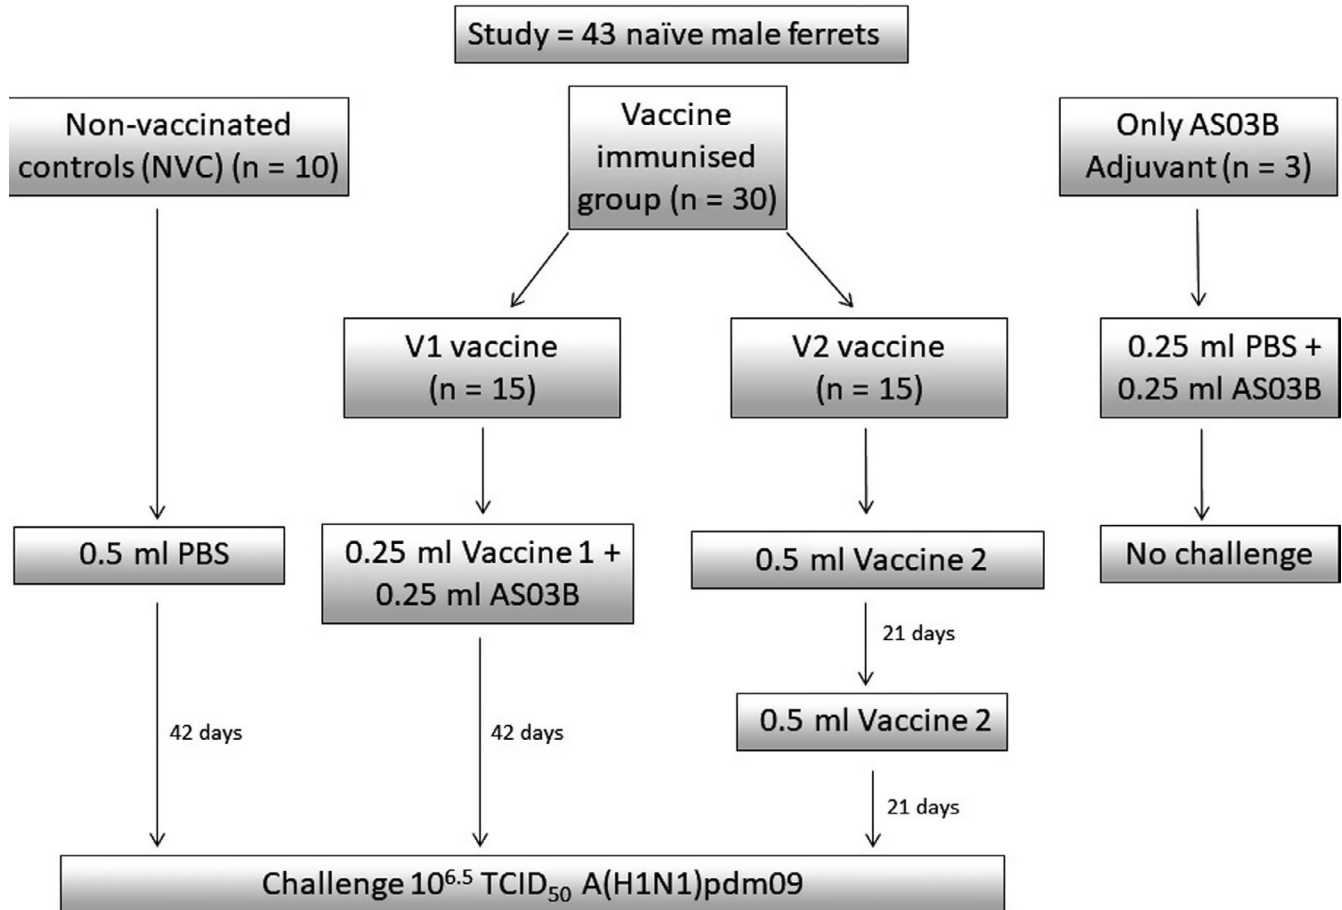 Study = 43 naïve male ferrets
Non-vaccinated
controls (NVC) (n = 10)
Vaccine
immunised
group (n = 30)
Only AS03B
Adjuvant (n = 3)
V1 vaccine
(n = 15)
V2 vaccine
(n = 15)
0.25 ml PBS +
0.25 ml AS03B
0.5 ml PBS
0.25 ml Vaccine 1 +
0.25 ml AS03B
0.5 ml Vaccine 2
No challenge
21 days
0.5 ml Vaccine 2
42 days
42 days
21 days
Challenge 10^6.5 TCID₅₀ A(H1N1)pdm09